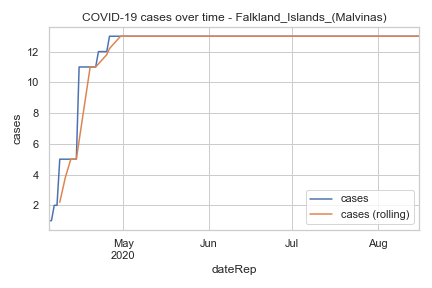 COVID-19 cases over time - Falkland_Islands_(Malvinas)
cases
12
10
8
6
4
2
cases
cases (rolling)
May
2020
Jun
Jul
Aug
dateRep